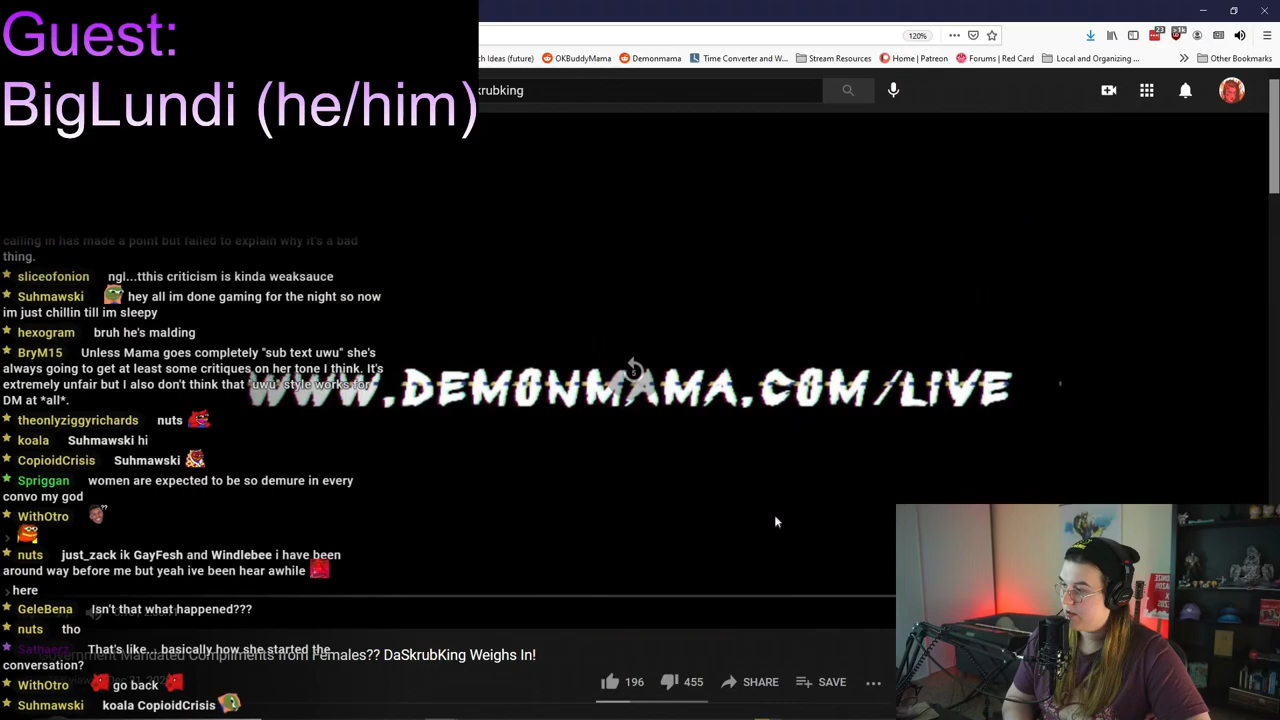 Guest:
BigLundi (he/him)
120%
ch Ideas (future) OKBuddyMama Demonmama Time Converter and W... Stream Resources Home | Patreon Forums | Red Card Local and Organizing ... Other Bookmarks
krubking
calling in has made a point but failed to explain why it's a bad
thing.
sliceofonion ngl...tthis criticism is kinda weaksauce
Suhmawski hey all im done gaming for the night so now
im just chillin till im sleepy
hexogram bruh he's malding
BryM15 Unless Mama goes completely "sub text uwu" she's
always going to get at least some critiques on her tone I think. It's
extremely unfair but I also don't think that "uwu" style works for
DM at *all*.
WWW.DEMONMAMA.COM/LIVE
5
theonlyziggyrichards nuts
koala Suhmawski hi
CopioidCrisis Suhmawski
Spriggan women are expected to be so demure in every
convo my god
WithOtro
nuts just_zack ik GayFesh and Windlebee i have been
around way before me but yeah ive been hear awhile
here
GeleBena Isn't that what happened???
nuts tho
Sathaerz That's like... basically how she started the
conversation?
Government Mandated Compliments from Females?? DaSkrubKing Weighs In!
WithOtro go back
196 455 SHARE SAVE
Suhmawski koala CopioidCrisis